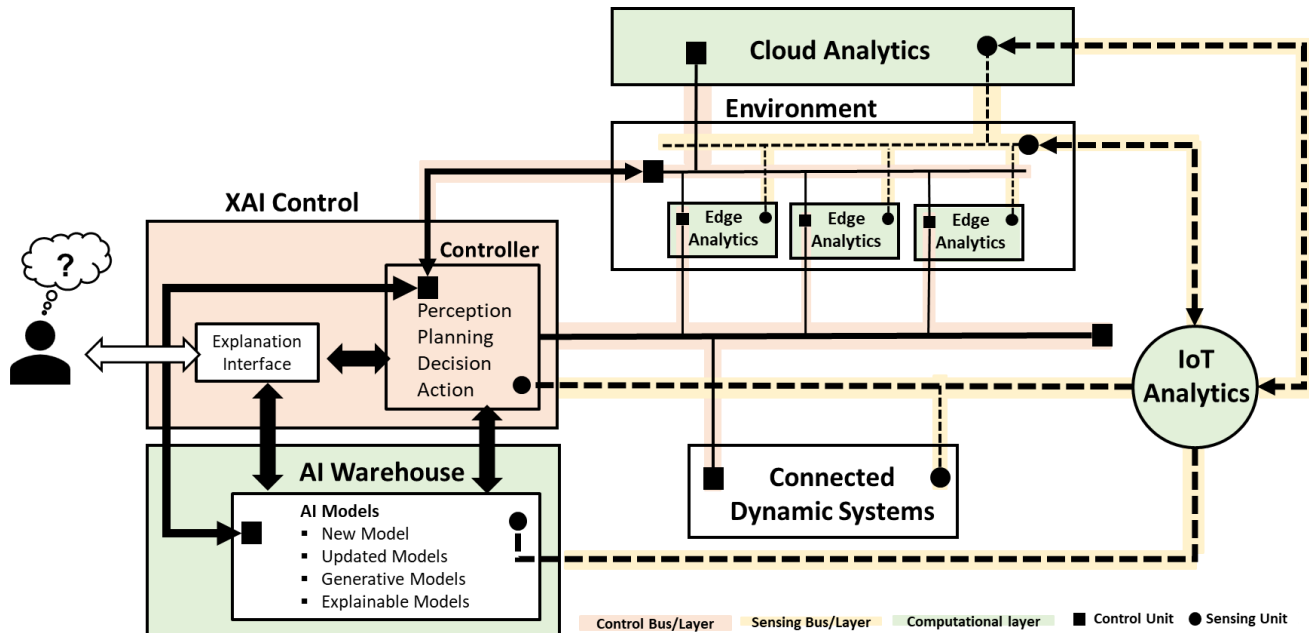 Cloud Analytics
Environment
Edge
Analytics
Edge
Analytics
Edge
Analytics
XAI Control
Controller
Perception
Planning
Decision
Action
?
Explanation
Interface
IoT
Analytics
AI Warehouse
AI Models
▪ New Model
▪ Updated Models
▪ Generative Models
▪ Explainable Models
Connected
Dynamic Systems
Control Bus/Layer
Sensing Bus/Layer
Computational layer
Control Unit
Sensing Unit